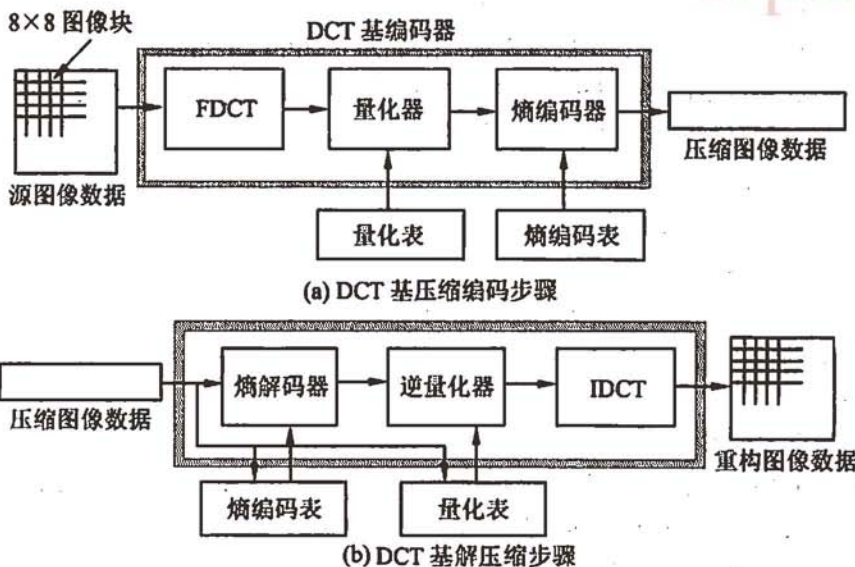 8×8 图像块
DCT 基编码器
FDCT
量化器
熵编码器
压缩图像数据
源图像数据
量化表
熵编码表
(a) DCT 基压缩编码步骤
熵解码器
逆量化器
IDCT
压缩图像数据
重构图像数据
熵编码表
量化表
(b) DCT 基解压缩步骤